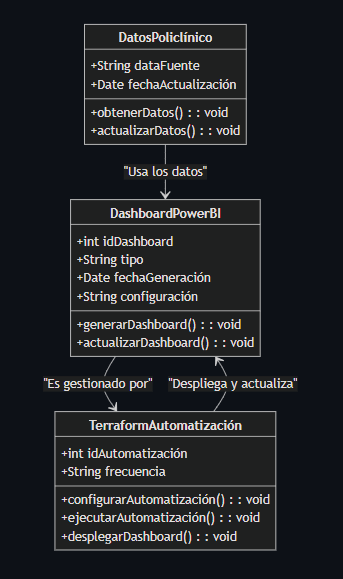 DatosPoliclínico
+String dataFuente
+Date fechaActualización
+obtenerDatos() : : void
+actualizarDatos() : : void
"Usa los datos"
DashboardPowerBI
+int idDashboard
+String tipo
+Date fechaGeneración
+String configuración
+generarDashboard() : : void
+actualizarDashboard() : : void
"Es gestionado por"
"Despliega y actualiza"
TerraformAutomatización
+int idAutomatización
+String frecuencia
+configurarAutomatización() : : void
+ejecutarAutomatización() : : void
+desplegarDashboard() : : void